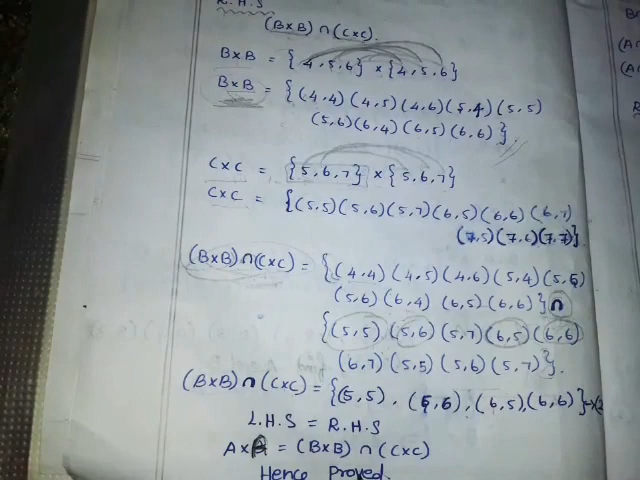 R.H.S
(B×B) ∩ (C×C).
B×B = {4,5,6} × {4,5,6}
B×B = {(4,4) (4,5) (4,6) (5,4) (5,5)
(5,6) (6,4) (6,5) (6,6)}.
C×C = {5,6,7} × {5,6,7}
C×C = {(5,5) (5,6) (5,7) (6,5) (6,6) (6,7)
(7,5) (7,6) (7,7)}
(B×B) ∩ (C×C) = {(4,4) (4,5) (4,6) (5,4) (5,5)
(5,6) (6,4) (6,5) (6,6)} ∩
{(5,5) (5,6) (5,7) (6,5) (6,6)
(6,7) (5,5) (5,6) (5,7)}.
(B×B) ∩ (C×C) = {(5,5), (5,6), (6,5), (6,6)}
L.H.S = R.H.S
A×A = (B×B) ∩ (C×C)
Hence Proved.